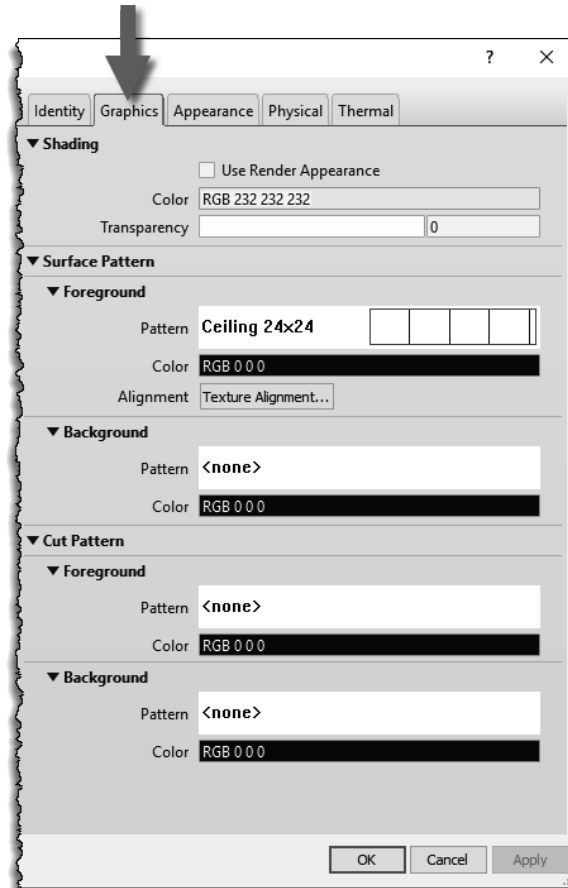 ?
Identity Graphics Appearance Physical Thermal
Shading
Use Render Appearance
Color RGB 232 232 232
Transparency 0
Surface Pattern
Foreground
Pattern Ceiling 24x24
Color RGB 0 0 0
Alignment Texture Alignment...
Background
Pattern <none>
Color RGB 0 0 0
Cut Pattern
Foreground
Pattern <none>
Color RGB 0 0 0
Background
Pattern <none>
Color RGB 0 0 0
OK Cancel Apply